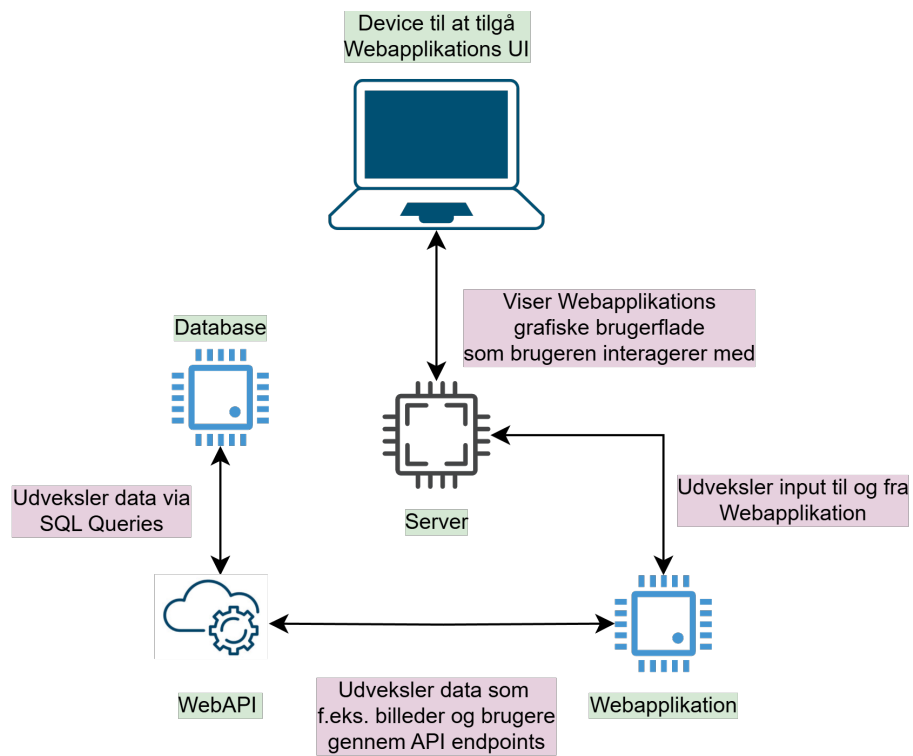 Device til at tilgå
Webapplikations UI
Viser Webapplikations
grafiske brugerflade
som brugeren interagerer med
Database
Udveksler data via
SQL Queries
Server
Udveksler input til og fra
Webapplikation
WebAPI
Udveksler data som
f.eks. billeder og brugere
gennem API endpoints
Webapplikation